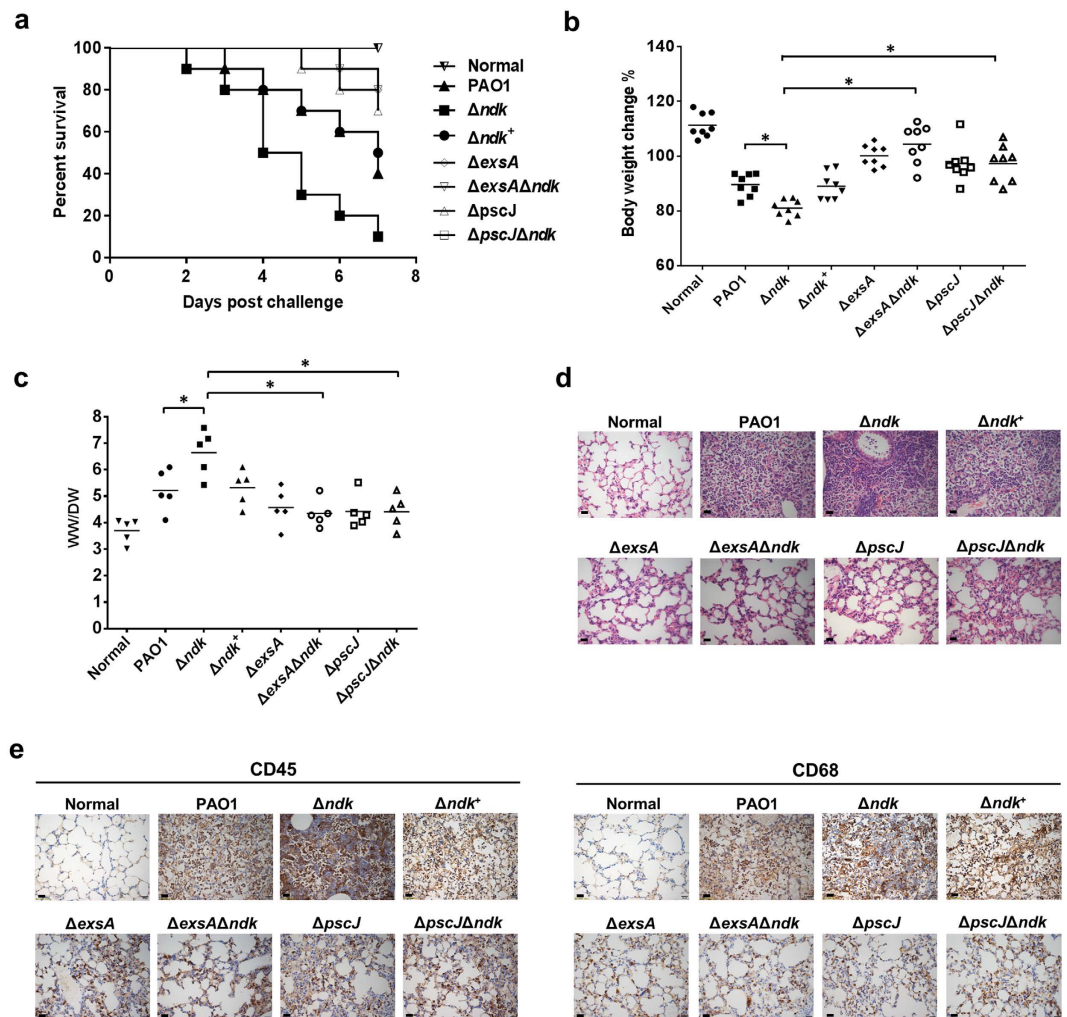 a
Percent survival
100
80
60
40
20
0
0 2 4 6 8
Days post challenge
Normal
PAO1
Δndk
Δndk⁺
ΔexsA
ΔexsAΔndk
ΔpscJ
ΔpscJΔndk
b
Body weight change %
140
120
100
80
60
*
*
*
Normal PAO1 Δndk Δndk⁺ ΔexsA ΔexsAΔndk ΔpscJ ΔpscJΔndk
c
WW/DW
8
7
6
5
4
3
2
1
0
*
*
*
Normal PAO1 Δndk Δndk⁺ ΔexsA ΔexsAΔndk ΔpscJ ΔpscJΔndk
d
Normal PAO1 Δndk Δndk⁺
ΔexsA ΔexsAΔndk ΔpscJ ΔpscJΔndk
e
CD45
Normal PAO1 Δndk Δndk⁺
ΔexsA ΔexsAΔndk ΔpscJ ΔpscJΔndk
CD68
Normal PAO1 Δndk Δndk⁺
ΔexsA ΔexsAΔndk ΔpscJ ΔpscJΔndk